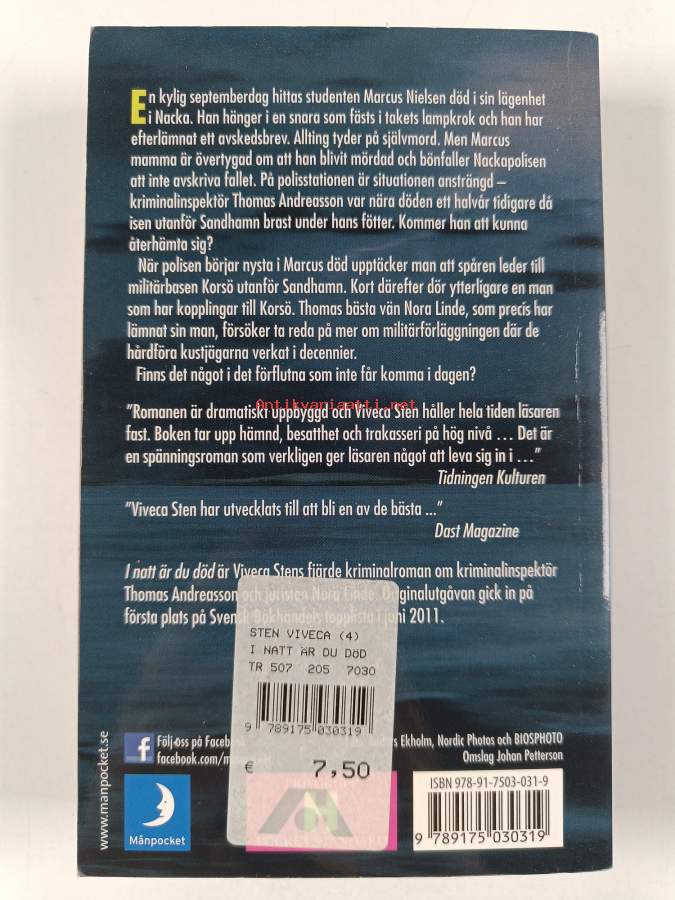 En kylig septemberdag hittas studenten Marcus Nielsen död i sin lägenhet
i Nacka. Han hänger i en snara som fästs i takets lampkrok och han har
efterlämnat ett avskedsbrev. Allting tyder på självmord. Men Marcus
mamma är övertygad om att han blivit mördad och bönfaller Nackapolisen
att inte avskriva fallet. På polisstationen är situationen ansträngd –
kriminalinspektör Thomas Andreasson var nära döden ett halvår tidigare då
isen utanför Sandhamn brast under hans fötter. Kommer han att kunna
återhämta sig?
När polisen börjar nysta i Marcus död upptäcker man att spåren leder till
militärbasen Korsö utanför Sandhamn. Kort därefter dör ytterligare en man
som har kopplingar till Korsö. Thomas bästa vän Nora Linde, som precis har
lämnat sin man, försöker ta reda på mer om militärförläggningen där de
hårdföra kustjägarna verkat i decennier.
Finns det något i det förflutna som inte får komma i dagen?
Antikvariaatti.net
"Romanen är dramatiskt uppbyggd och Viveca Sten håller hela tiden läsaren
fast. Boken tar upp hämnd, besatthet och trakasseri på hög nivå ... Det är
en spänningsroman som verkligen ger läsaren något att leva sig in i ..."
Tidningen Kulturen
"Viveca Sten har utvecklats till att bli en av de bästa ..."
Dast Magazine
I natt är du död är Viveca Stens fjärde kriminalroman om kriminalinspektör
Thomas Andreasson och juristen Nora Linde. Originalutgåvan gick in på
första plats på Svensk Bokhandels topplista i juni 2011.
STEN VIVECA (4)
I NATT ÄR DU DÖD
TR 507 205 7030
9 789175 030319
€ 7,50
Följ oss på Facebook
facebook.com/m
Ekholm, Nordic Photos och BIOSPHOTO
Omslag Johan Petterson
www.manpocket.se
Månpocket
ISBN 978-91-7503-031-9
9 789175 030319